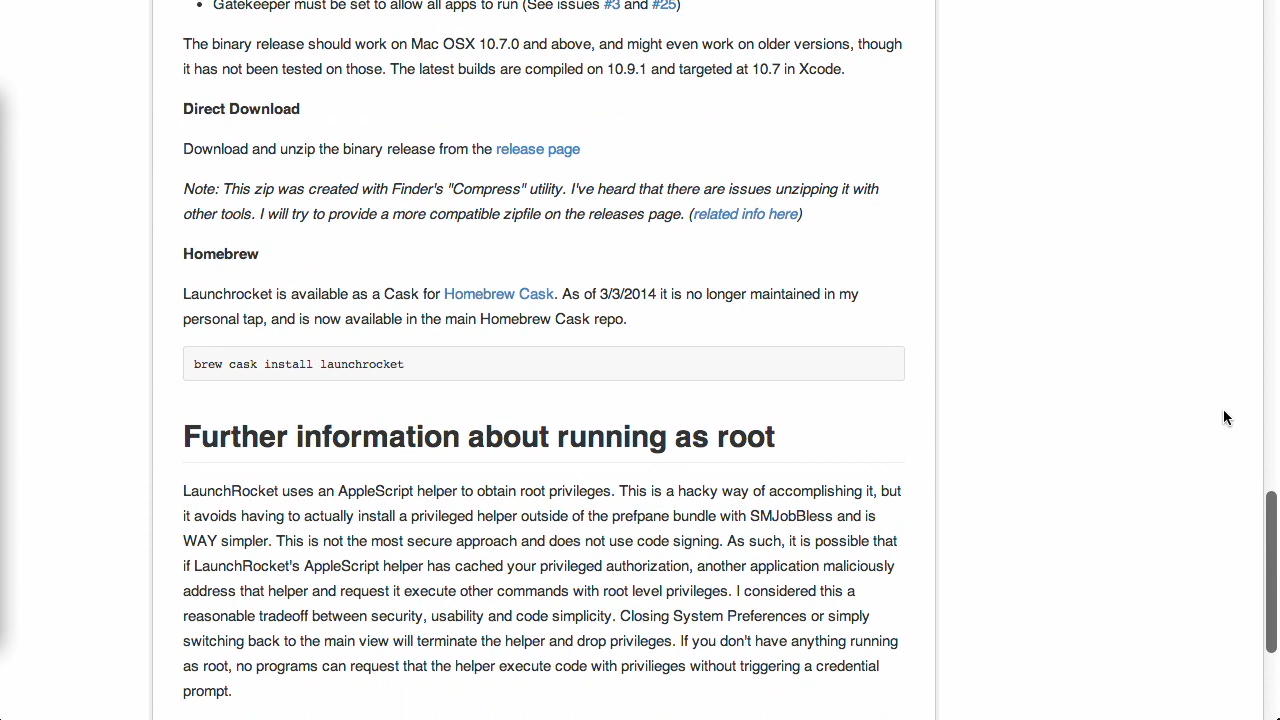 • Gatekeeper must be set to allow all apps to run (See issues #3 and #25)
The binary release should work on Mac OSX 10.7.0 and above, and might even work on older versions, though
it has not been tested on those. The latest builds are compiled on 10.9.1 and targeted at 10.7 in Xcode.
Direct Download
Download and unzip the binary release from the release page
Note: This zip was created with Finder's "Compress" utility. I've heard that there are issues unzipping it with
other tools. I will try to provide a more compatible zipfile on the releases page. (related info here)
Homebrew
Launchrocket is available as a Cask for Homebrew Cask. As of 3/3/2014 it is no longer maintained in my
personal tap, and is now available in the main Homebrew Cask repo.
brew cask install launchrocket
Further information about running as root
LaunchRocket uses an AppleScript helper to obtain root privileges. This is a hacky way of accomplishing it, but
it avoids having to actually install a privileged helper outside of the prefpane bundle with SMJobBless and is
WAY simpler. This is not the most secure approach and does not use code signing. As such, it is possible that
if LaunchRocket's AppleScript helper has cached your privileged authorization, another application maliciously
address that helper and request it execute other commands with root level privileges. I considered this a
reasonable tradeoff between security, usability and code simplicity. Closing System Preferences or simply
switching back to the main view will terminate the helper and drop privileges. If you don't have anything running
as root, no programs can request that the helper execute code with privilieges without triggering a credential
prompt.